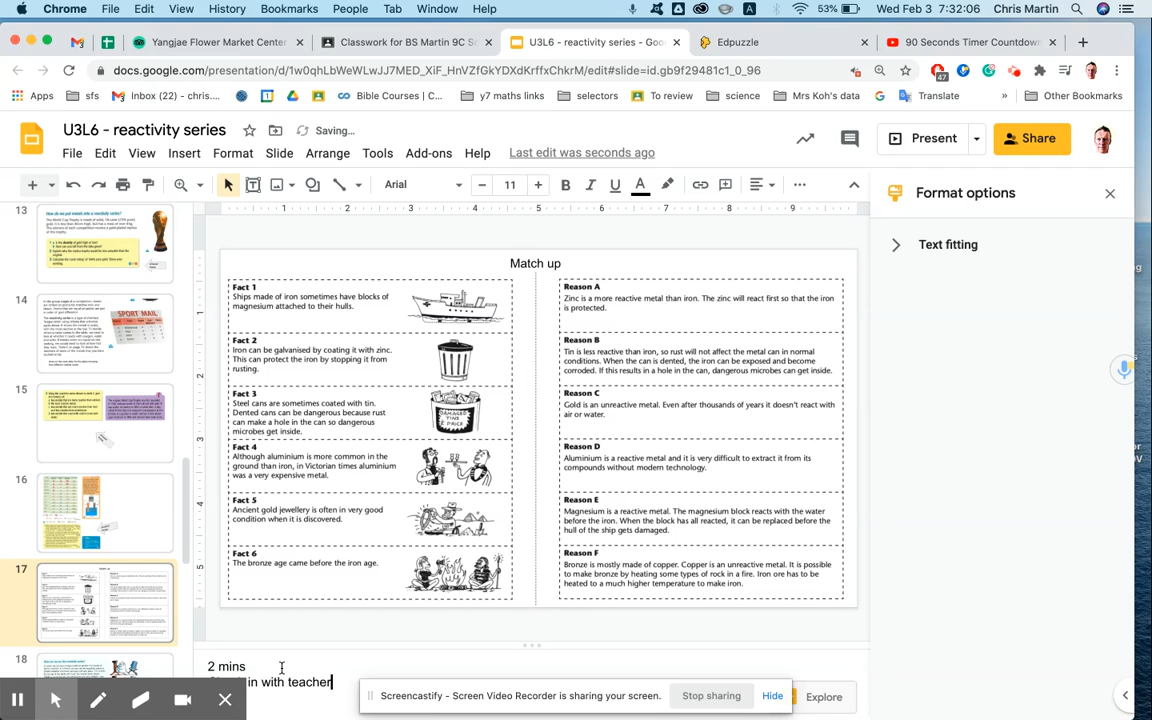 Chrome File Edit View History Bookmarks People Tab Window Help 53% Wed Feb 3 7:32:06 Chris Martin
Yangjae Flower Market Center Classwork for BS Martin 9C Sc U3L6 - reactivity series - Goo Edpuzzle 90 Seconds Timer Countdown
docs.google.com/presentation/d/1w0qhLbWeWLwJJ7MED_XiF_HnVZfGkYDXdKrffxChkrM/edit#slide=id.gb9f29481c1_0_96
47
Apps sfs Inbox (22) - chris.... Bible Courses | C... y7 maths links selectors To review science Mrs Koh's data Translate » Other Bookmarks
U3L6 - reactivity series Saving...
Present Share
File Edit View Insert Format Slide Arrange Tools Add-ons Help Last edit was seconds ago
Arial 11 B I U A
Format options
Text fitting
13
14
SPORT MAIL
15
16
17
18
Match up
Fact 1
Ships made of iron sometimes have blocks of
magnesium attached to their hulls.
Fact 2
Iron can be galvanised by coating it with zinc.
This can protect the iron by stopping it from
rusting.
Fact 3
Steel cans are sometimes coated with tin.
Dented cans can be dangerous because rust
can make a hole in the can so dangerous
microbes get inside.
DAMAGED
TINS
Fact 4
Although aluminium is more common in the
ground than iron, in Victorian times aluminium
was a very expensive metal.
Fact 5
Ancient gold jewellery is often in very good
condition when it is discovered.
Fact 6
The bronze age came before the iron age.
Reason A
Zinc is a more reactive metal than iron. The zinc will react first so that the iron
is protected.
Reason B
Tin is less reactive than iron, so rust will not affect the metal can in normal
conditions. When the can is dented, the iron can be exposed and become
corroded. If this results in a hole in the can, dangerous microbes can get inside.
Reason C
Gold is an unreactive metal. Even after thousands of years it doesn't react with
air or water.
Reason D
Aluminium is a reactive metal and it is very difficult to extract it from its
compounds without modern technology.
Reason E
Magnesium is a reactive metal. The magnesium block reacts with the water
before the iron. When the block has all reacted, it can be replaced before the
hull of the ship gets damaged.
Reason F
Bronze is mostly made of copper. Copper is an unreactive metal. It is possible
to make bronze by heating some types of rock in a fire. Iron ore has to be
heated to a much higher temperature to make iron.
2 mins
in with teacher
Screencastify - Screen Video Recorder is sharing your screen. Stop sharing Hide
Explore